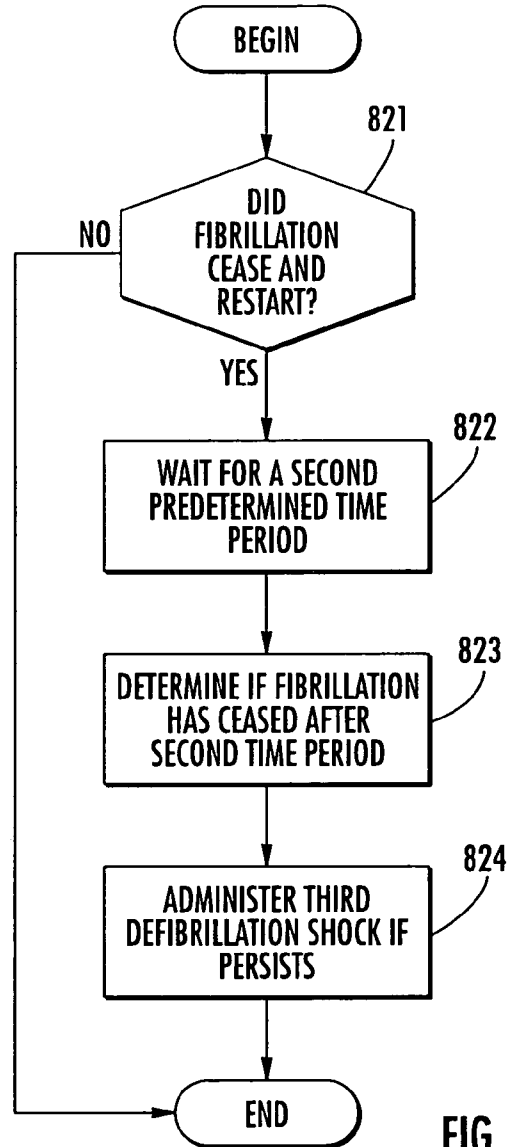 BEGIN
821
DID
FIBRILLATION
CEASE AND
RESTART?
NO
YES
822
WAIT FOR A SECOND
PREDETERMINED TIME
PERIOD
823
DETERMINE IF FIBRILLATION
HAS CEASED AFTER
SECOND TIME PERIOD
824
ADMINISTER THIRD
DEFIBRILLATION SHOCK IF
PERSISTS
END
FIG